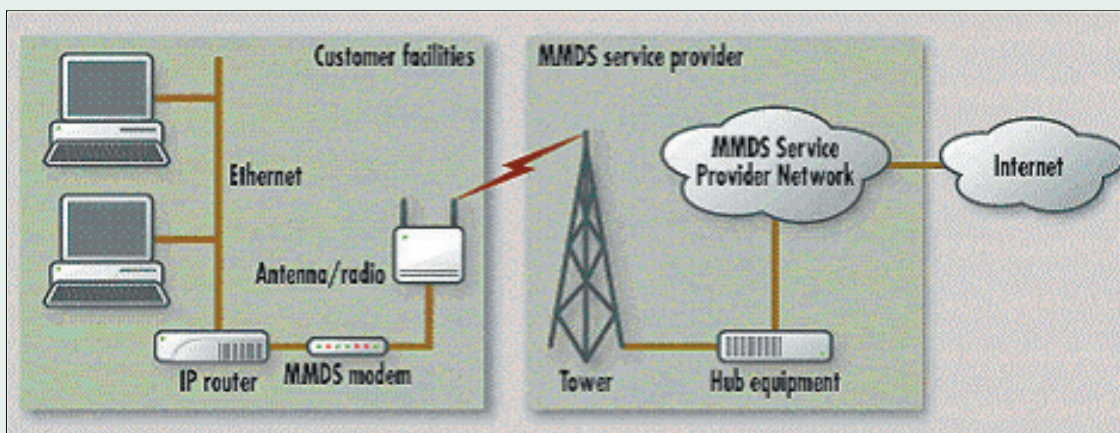 Customer facilities
Ethernet
Antenna/radio
IP router
MMDS modem
MMDS service provider
MMDS Service
Provider Network
Internet
Tower
Hub equipment